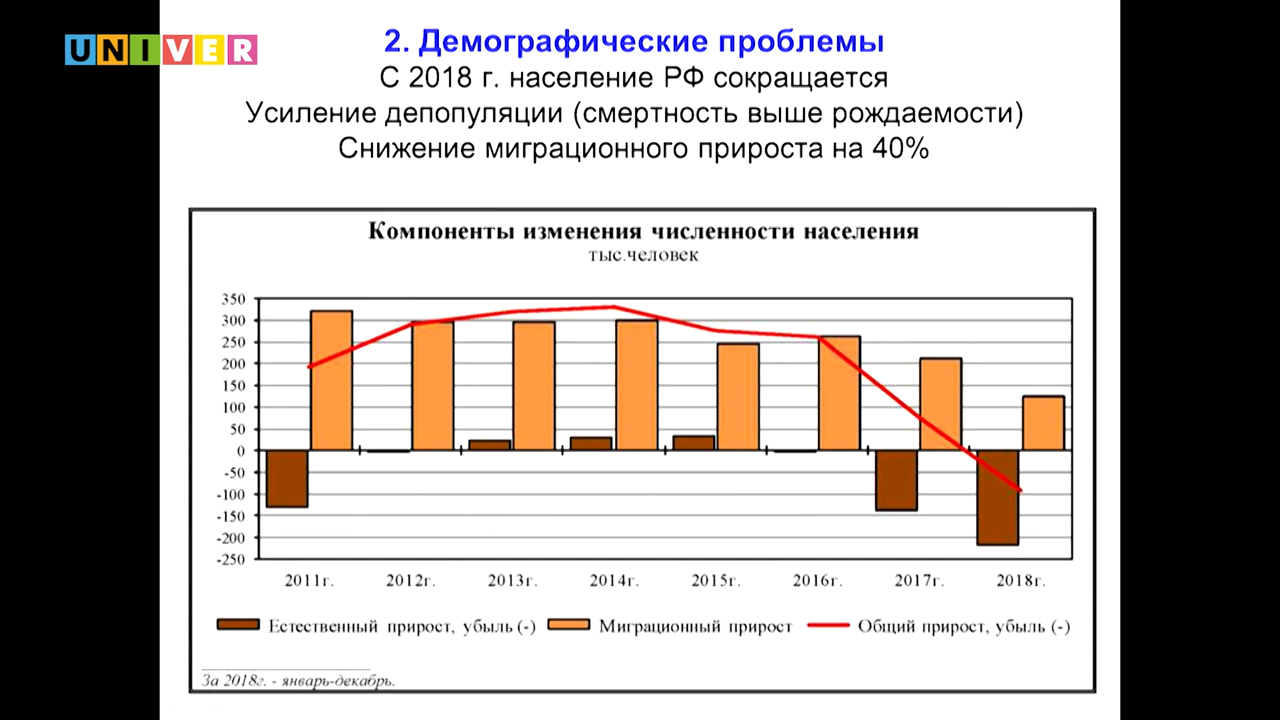 UNIVER
2. Демографические проблемы
С 2018 г. население РФ сокращается
Усиление депопуляции (смертность выше рождаемости)
Снижение миграционного прироста на 40%
Компоненты изменения численности населения
тыс.человек
350
300
250
200
150
100
50
0
-50
-100
-150
-200
-250
2011г. 2012г. 2013г. 2014г. 2015г. 2016г. 2017г. 2018г.
Естественный прирост, убыль (-) Миграционный прирост Общий прирост, убыль (-)
За 2018г. - январь-декабрь.